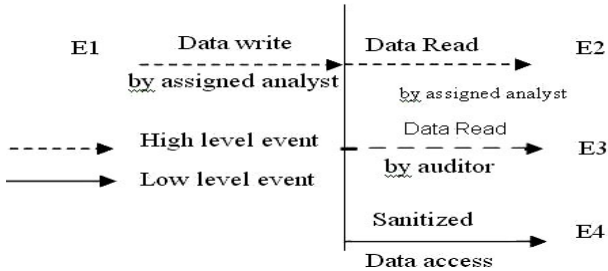 E1
Data write
by assigned analyst
Data Read
E2
by assigned analyst
High level event
Data Read
by auditor
E3
Low level event
Sanitized
Data access
E4